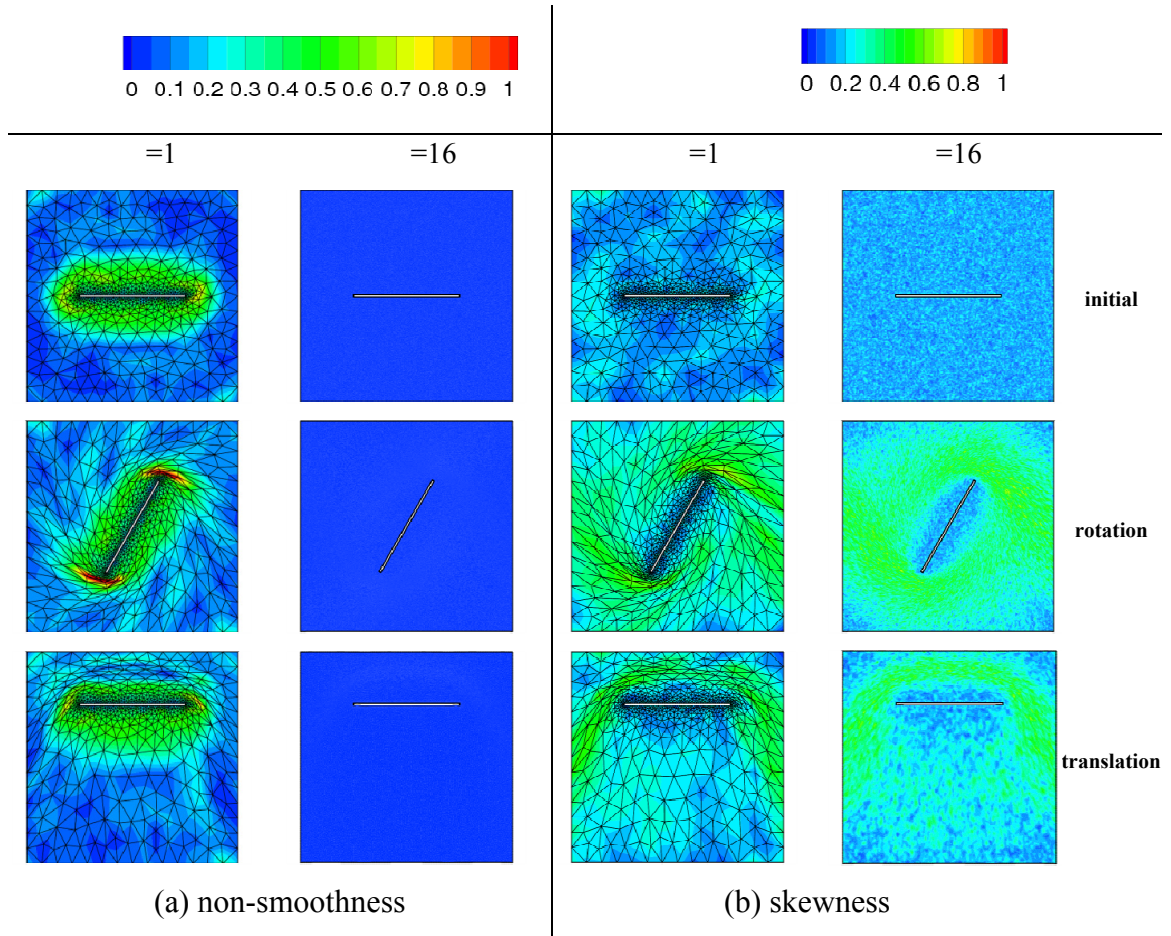 0 0.1 0.2 0.3 0.4 0.5 0.6 0.7 0.8 0.9 1
0 0.2 0.4 0.6 0.8 1
=1 =16 =1 =16
initial
rotation
translation
(a) non-smoothness
(b) skewness